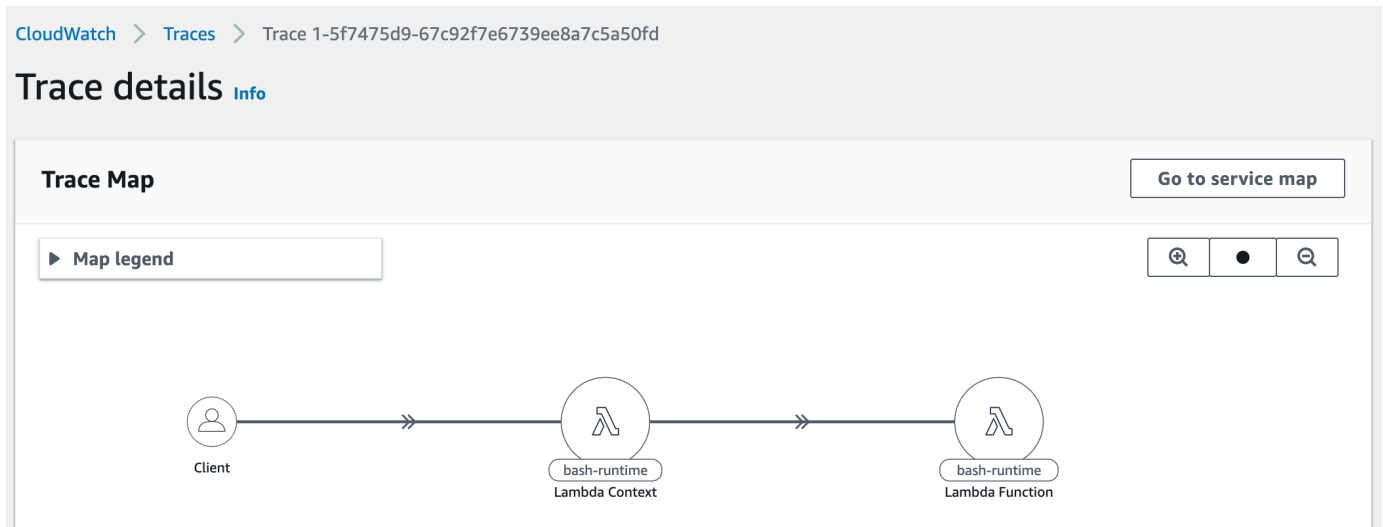 CloudWatch > Traces > Trace 1-5f7475d9-67c92f7e6739ee8a7c5a50fd
Trace details Info
Trace Map
Go to service map
Map legend
Client
bash-runtime
Lambda Context
bash-runtime
Lambda Function